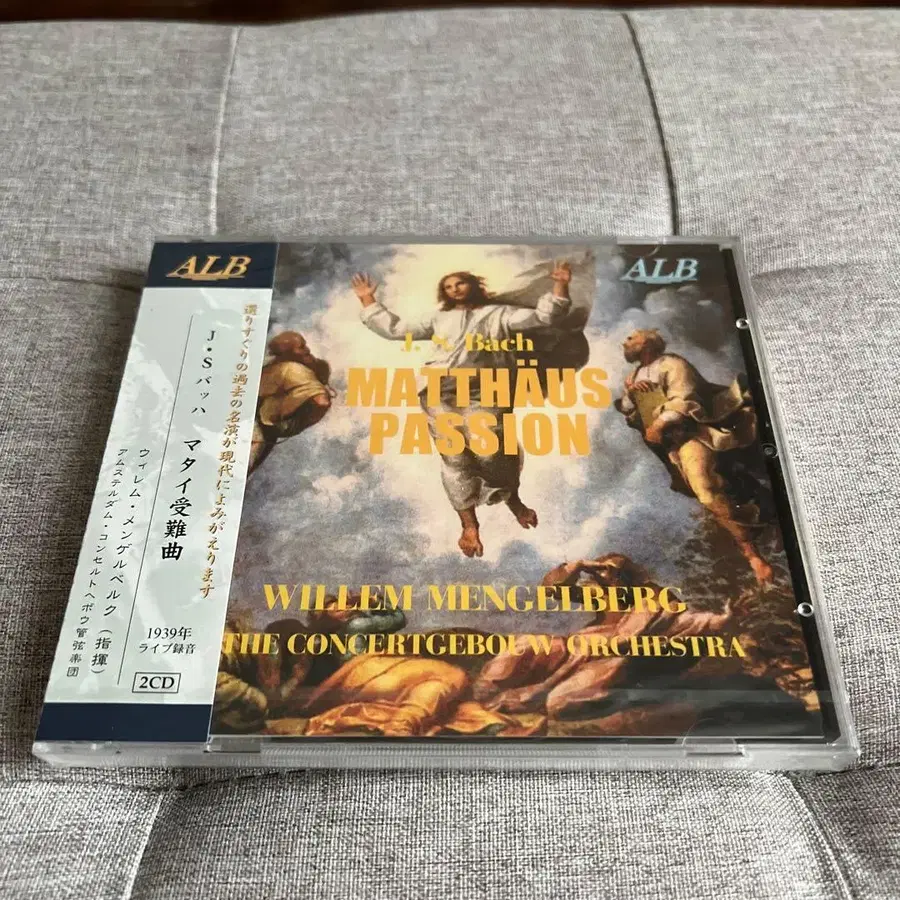 ALB
選りすぐりの過去の名演が現代によみがえります
J・Sバッハ マタイ受難曲
ウィレム・メンゲルベルク(指揮)
アムステルダム・コンセルトヘボウ管弦楽団
1939年
ライブ録音
2CD
ALB
J. S. Bach
MATTHÄUS
PASSION
WILLEM MENGELBERG
THE CONCERTGEBOUW ORCHESTRA